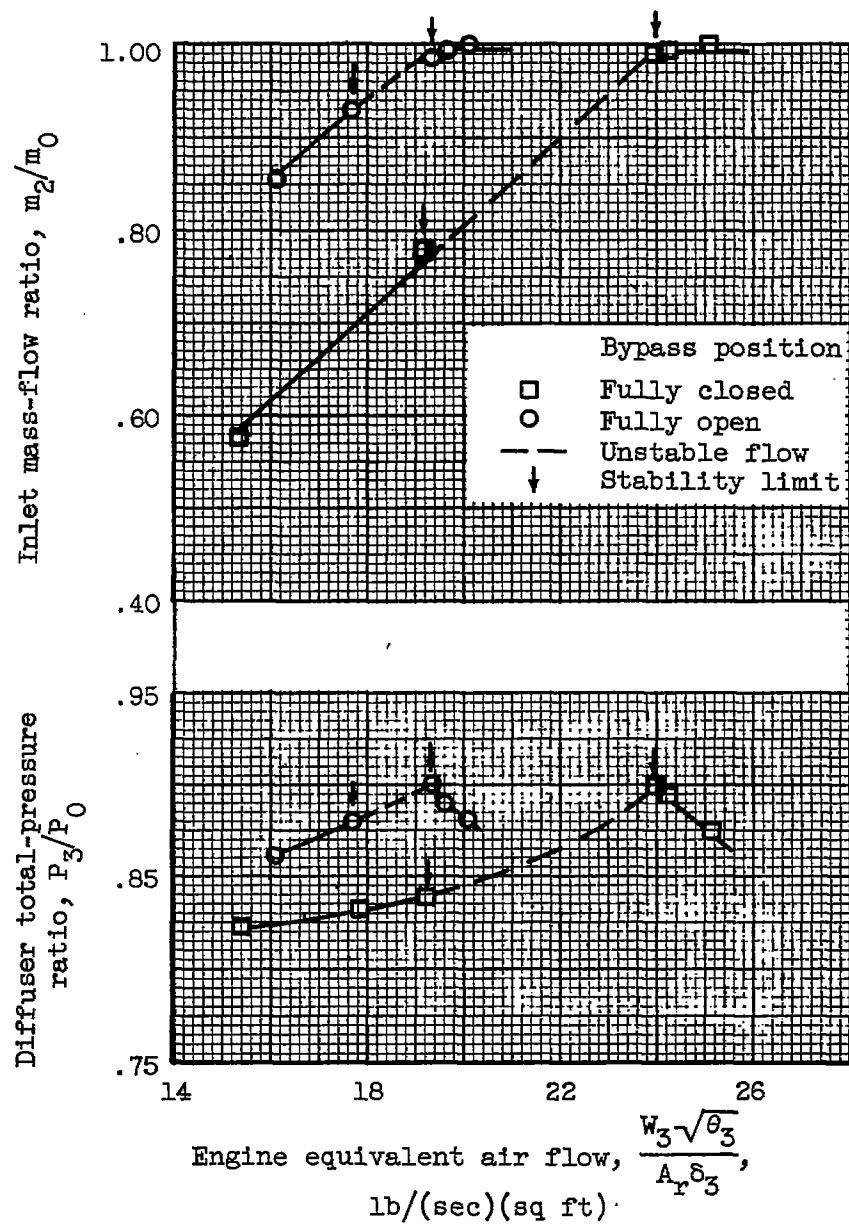 1.00
.80
.60
.40
Inlet mass-flow ratio, m2/m0
Bypass position
Fully closed
Fully open
Unstable flow
Stability limit
.95
.85
.75
Diffuser total-pressure
ratio, P3/P0
14 18 22 26
Engine equivalent air flow, W3√θ3 / Arδ3,
lb/(sec)(sq ft)